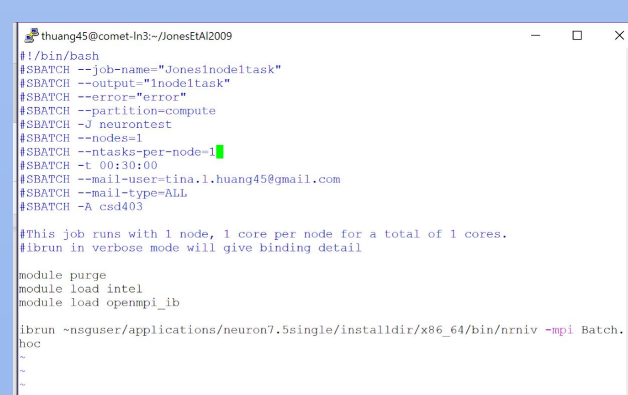 thuang45@comet-ln3:~/JonesEtAl2009
#!/bin/bash
#SBATCH --job-name="Jones1node1task"
#SBATCH --output="1node1task"
#SBATCH --error="error"
#SBATCH --partition=compute
#SBATCH -J neurontest
#SBATCH --nodes=1
#SBATCH --ntasks-per-node=1
#SBATCH -t 00:30:00
#SBATCH --mail-user=tina.l.huang45@gmail.com
#SBATCH --mail-type=ALL
#SBATCH -A csd403
#This job runs with 1 node, 1 core per node for a total of 1 cores.
#ibrun in verbose mode will give binding detail
module purge
module load intel
module load openmpi_ib
ibrun ~nsguser/applications/neuron7.5single/installdir/x86_64/bin/nrniv -mpi Batch.
hoc
~
~
~